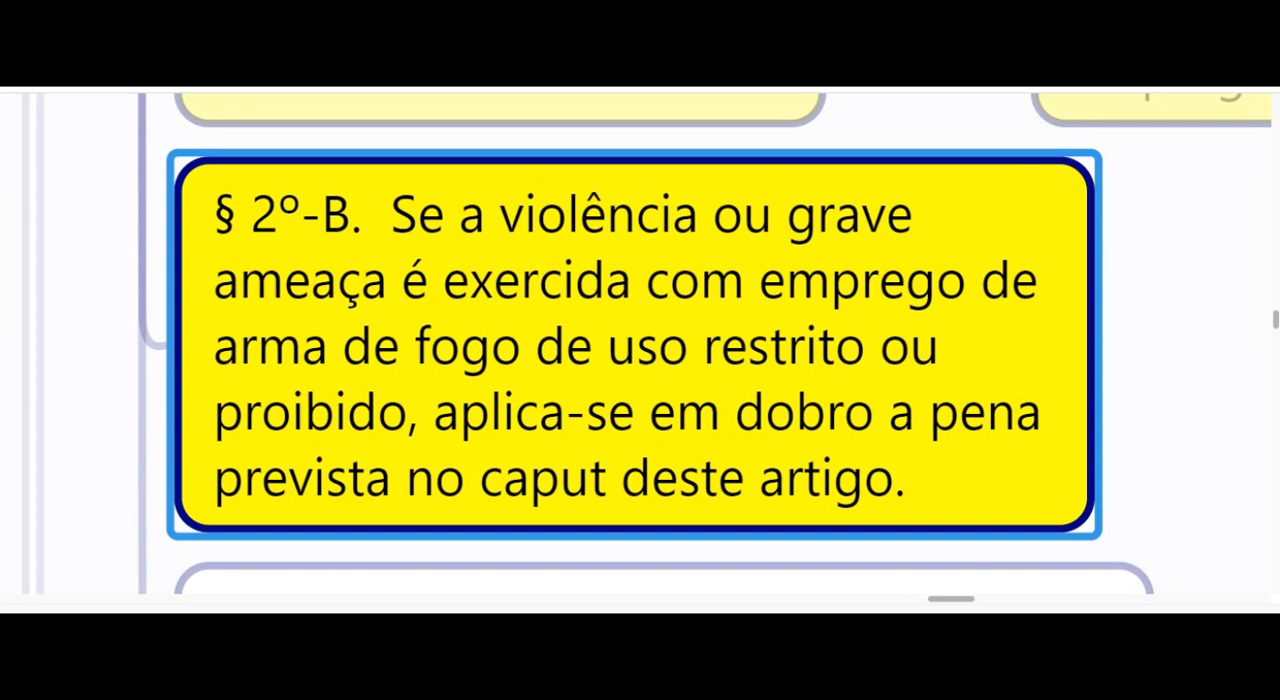 § 2º-B.  Se a violência ou grave
ameaça é exercida com emprego de
arma de fogo de uso restrito ou
proibido, aplica-se em dobro a pena
prevista no caput deste artigo.